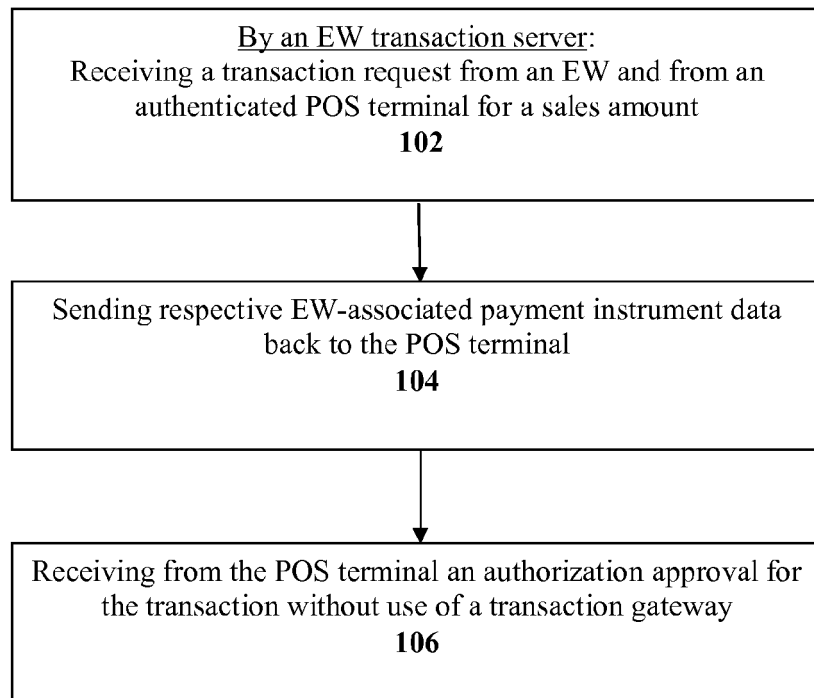 By an EW transaction server:
Receiving a transaction request from an EW and from an
authenticated POS terminal for a sales amount
102
Sending respective EW-associated payment instrument data
back to the POS terminal
104
Receiving from the POS terminal an authorization approval for
the transaction without use of a transaction gateway
106